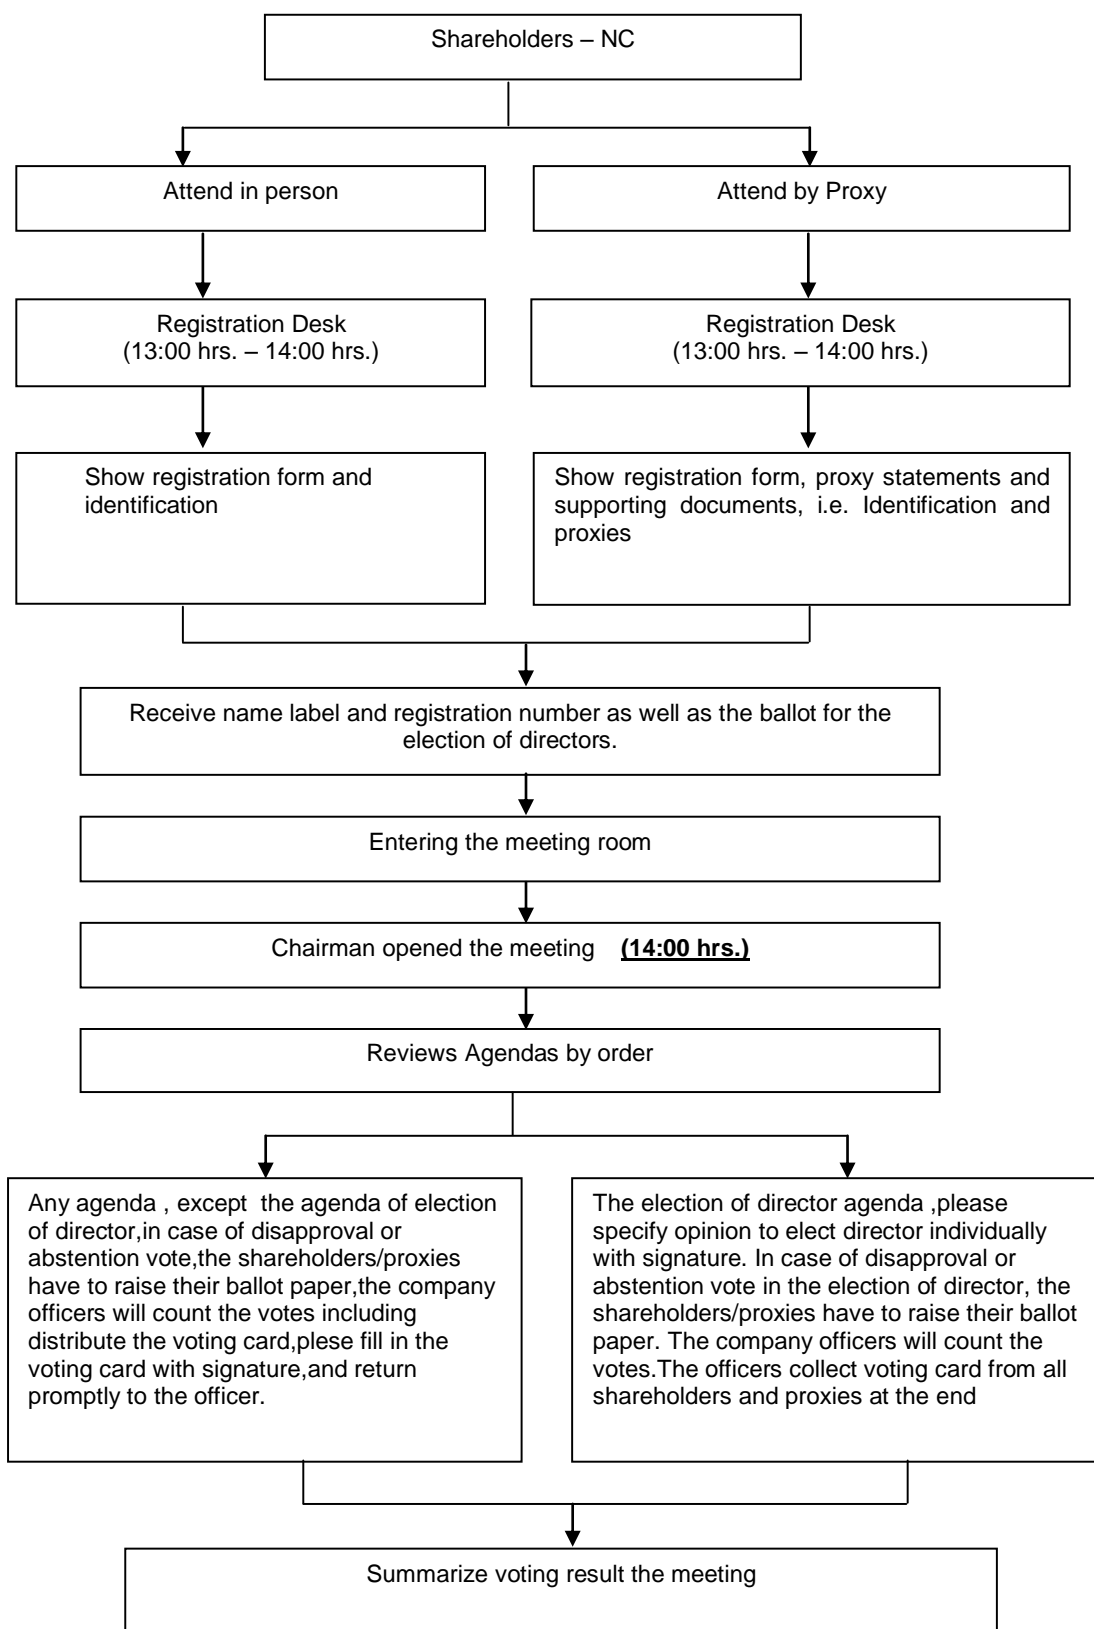 Shareholders – NC
Attend in person
Attend by Proxy
Registration Desk
(13:00 hrs. – 14:00 hrs.)
Registration Desk
(13:00 hrs. – 14:00 hrs.)
Show registration form and
identification
Show registration form, proxy statements and
supporting documents, i.e. Identification and
proxies
Receive name label and registration number as well as the ballot for the
election of directors.
Entering the meeting room
Chairman opened the meeting (14:00 hrs.)
Reviews Agendas by order
Any agenda , except the agenda of election
of director,in case of disapproval or
abstention vote,the shareholders/proxies
have to raise their ballot paper,the company
officers will count the votes including
distribute the voting card,plese fill in the
voting card with signature,and return
promptly to the officer.
The election of director agenda ,please
specify opinion to elect director individually
with signature. In case of disapproval or
abstention vote in the election of director, the
shareholders/proxies have to raise their ballot
paper. The company officers will count the
votes.The officers collect voting card from all
shareholders and proxies at the end
Summarize voting result the meeting